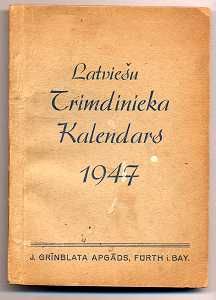 Latviešu
Trimdinieka
Kalendars
1947
J. GRĪNBLATA APGĀDS, FÜRTH i. BAY.